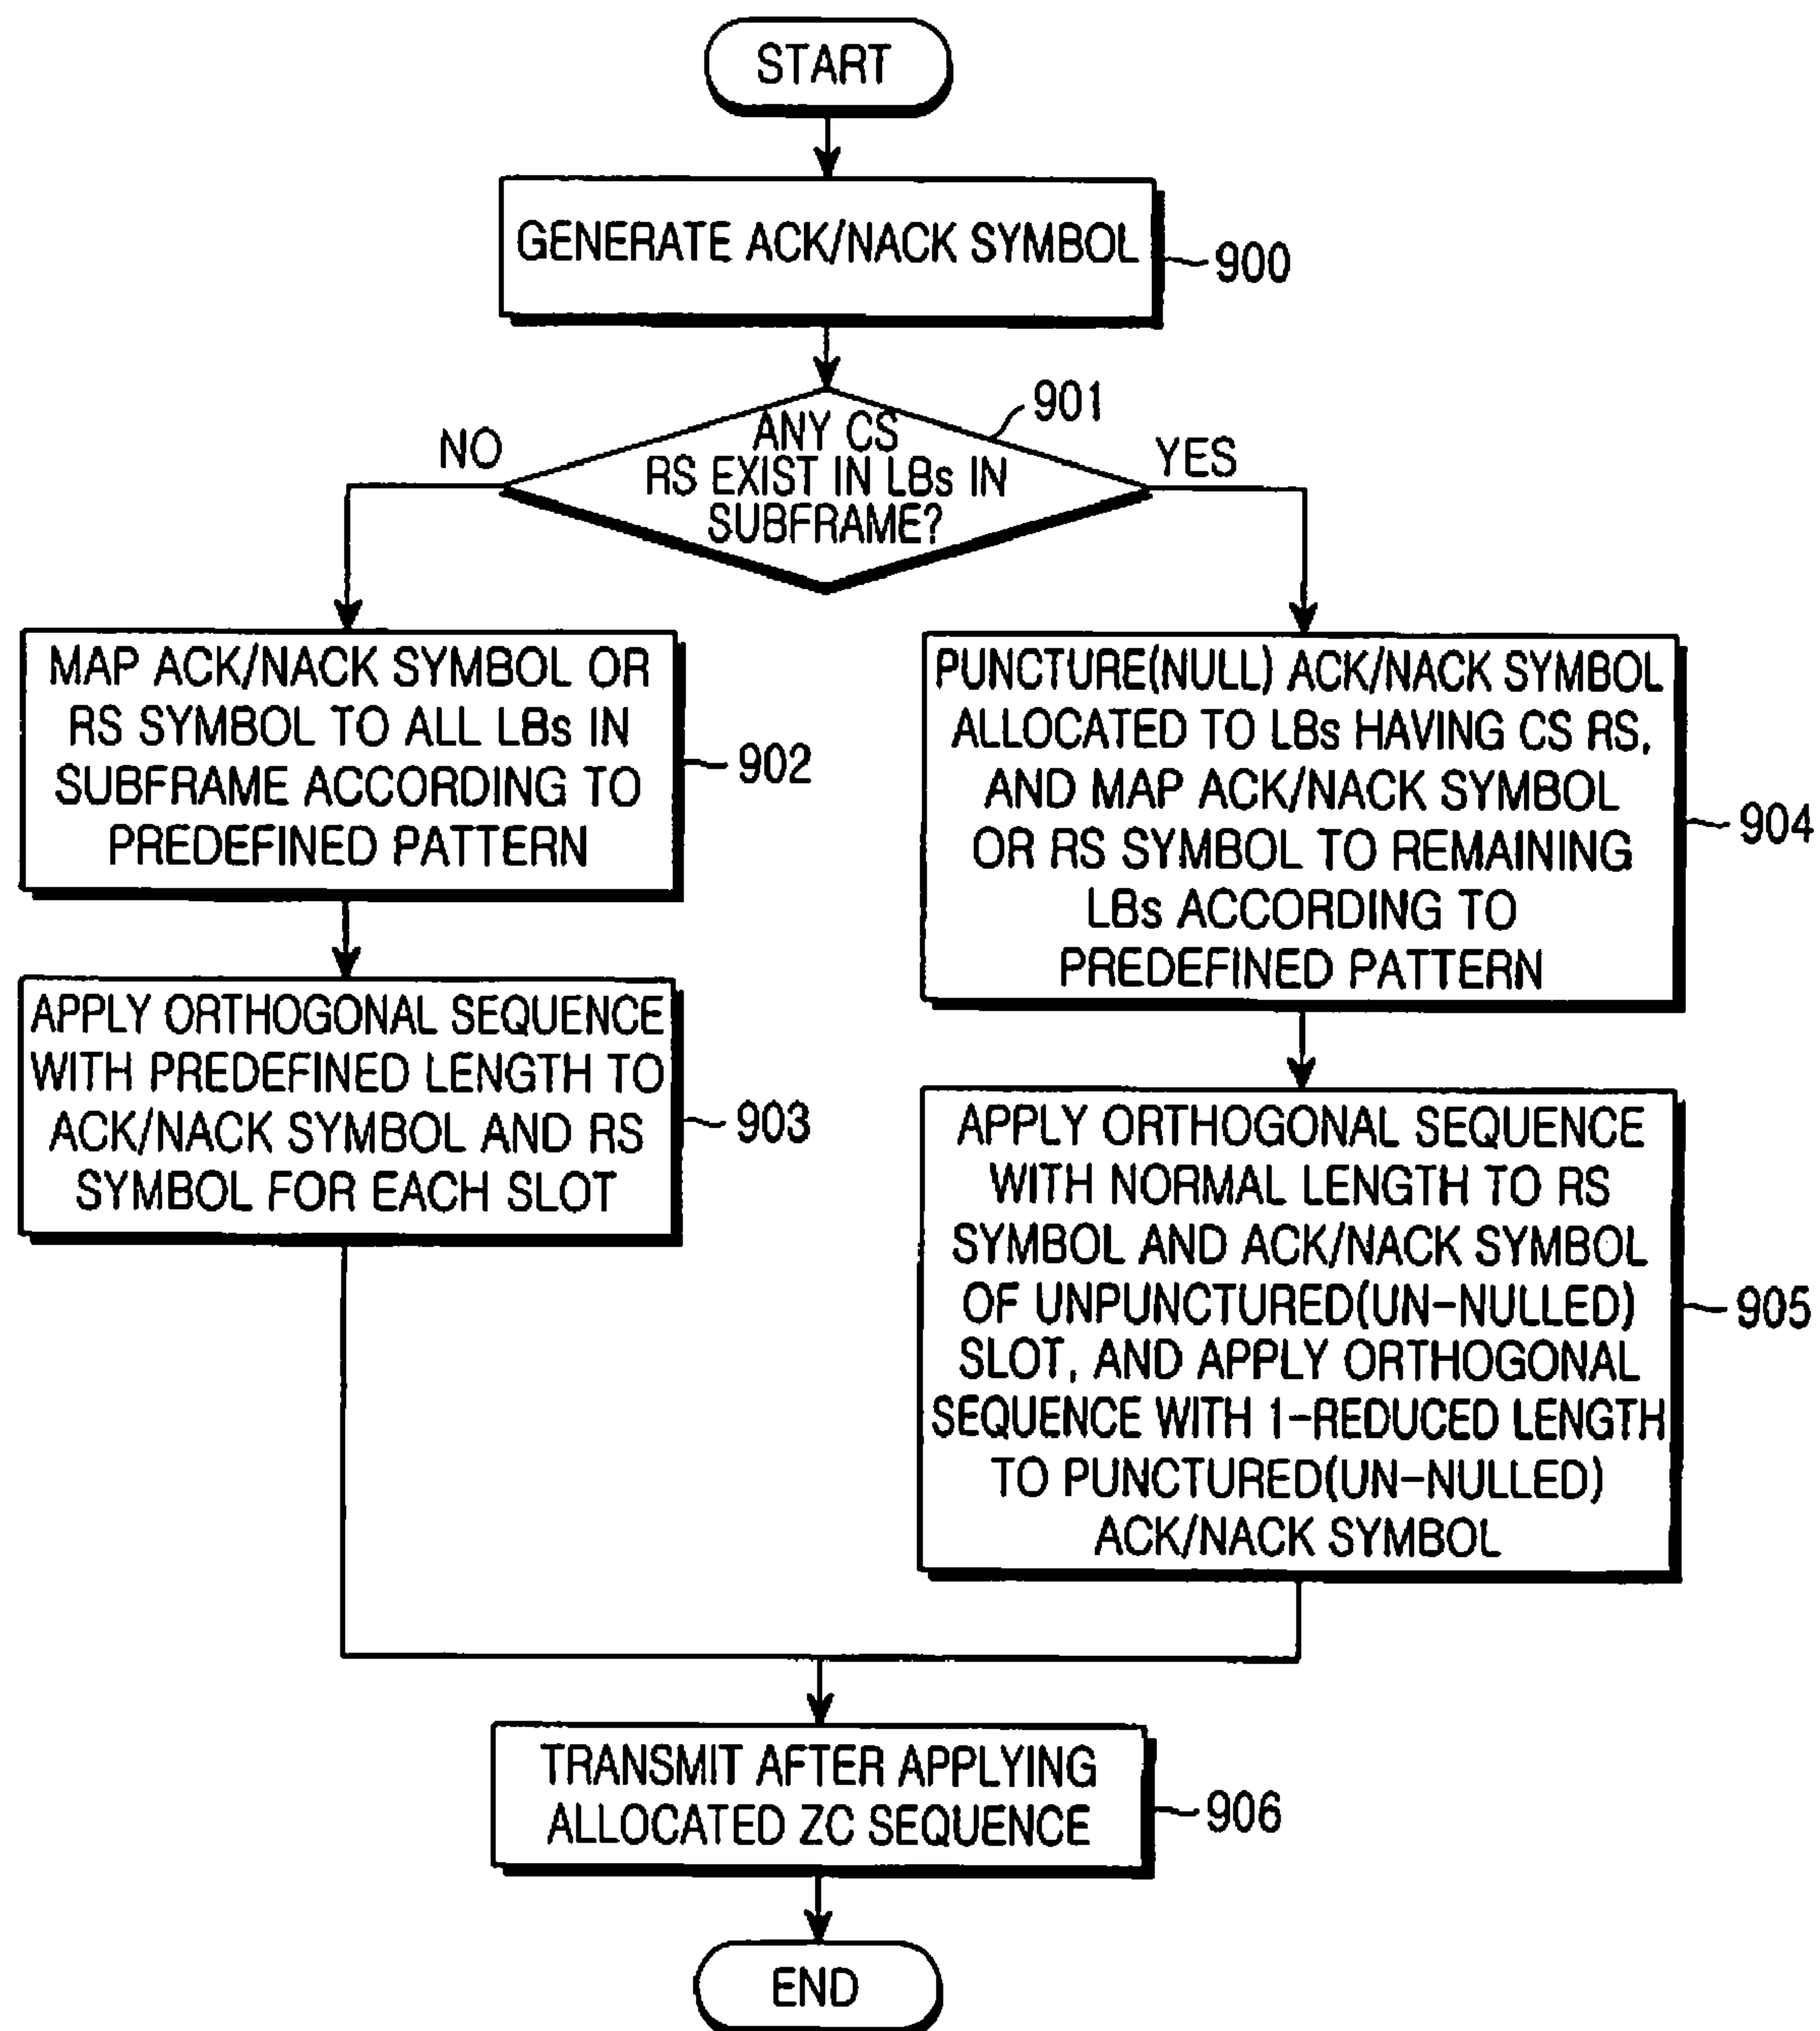 START
GENERATE ACK/NACK SYMBOL
900
901
ANY CS
RS EXIST IN LBs IN
SUBFRAME?
NO
YES
MAP ACK/NACK SYMBOL OR
RS SYMBOL TO ALL LBs IN
SUBFRAME ACCORDING TO
PREDEFINED PATTERN
902
APPLY ORTHOGONAL SEQUENCE
WITH PREDEFINED LENGTH TO
ACK/NACK SYMBOL AND RS
SYMBOL FOR EACH SLOT
903
PUNCTURE(NULL) ACK/NACK SYMBOL
ALLOCATED TO LBs HAVING CS RS,
AND MAP ACK/NACK SYMBOL
OR RS SYMBOL TO REMAINING
LBs ACCORDING TO
PREDEFINED PATTERN
904
APPLY ORTHOGONAL SEQUENCE
WITH NORMAL LENGTH TO RS
SYMBOL AND ACK/NACK SYMBOL
OF UNPUNCTURED(UN-NULLED)
SLOT, AND APPLY ORTHOGONAL
SEQUENCE WITH 1-REDUCED LENGTH
TO PUNCTURED(UN-NULLED)
ACK/NACK SYMBOL
905
TRANSMIT AFTER APPLYING
ALLOCATED ZC SEQUENCE
906
END